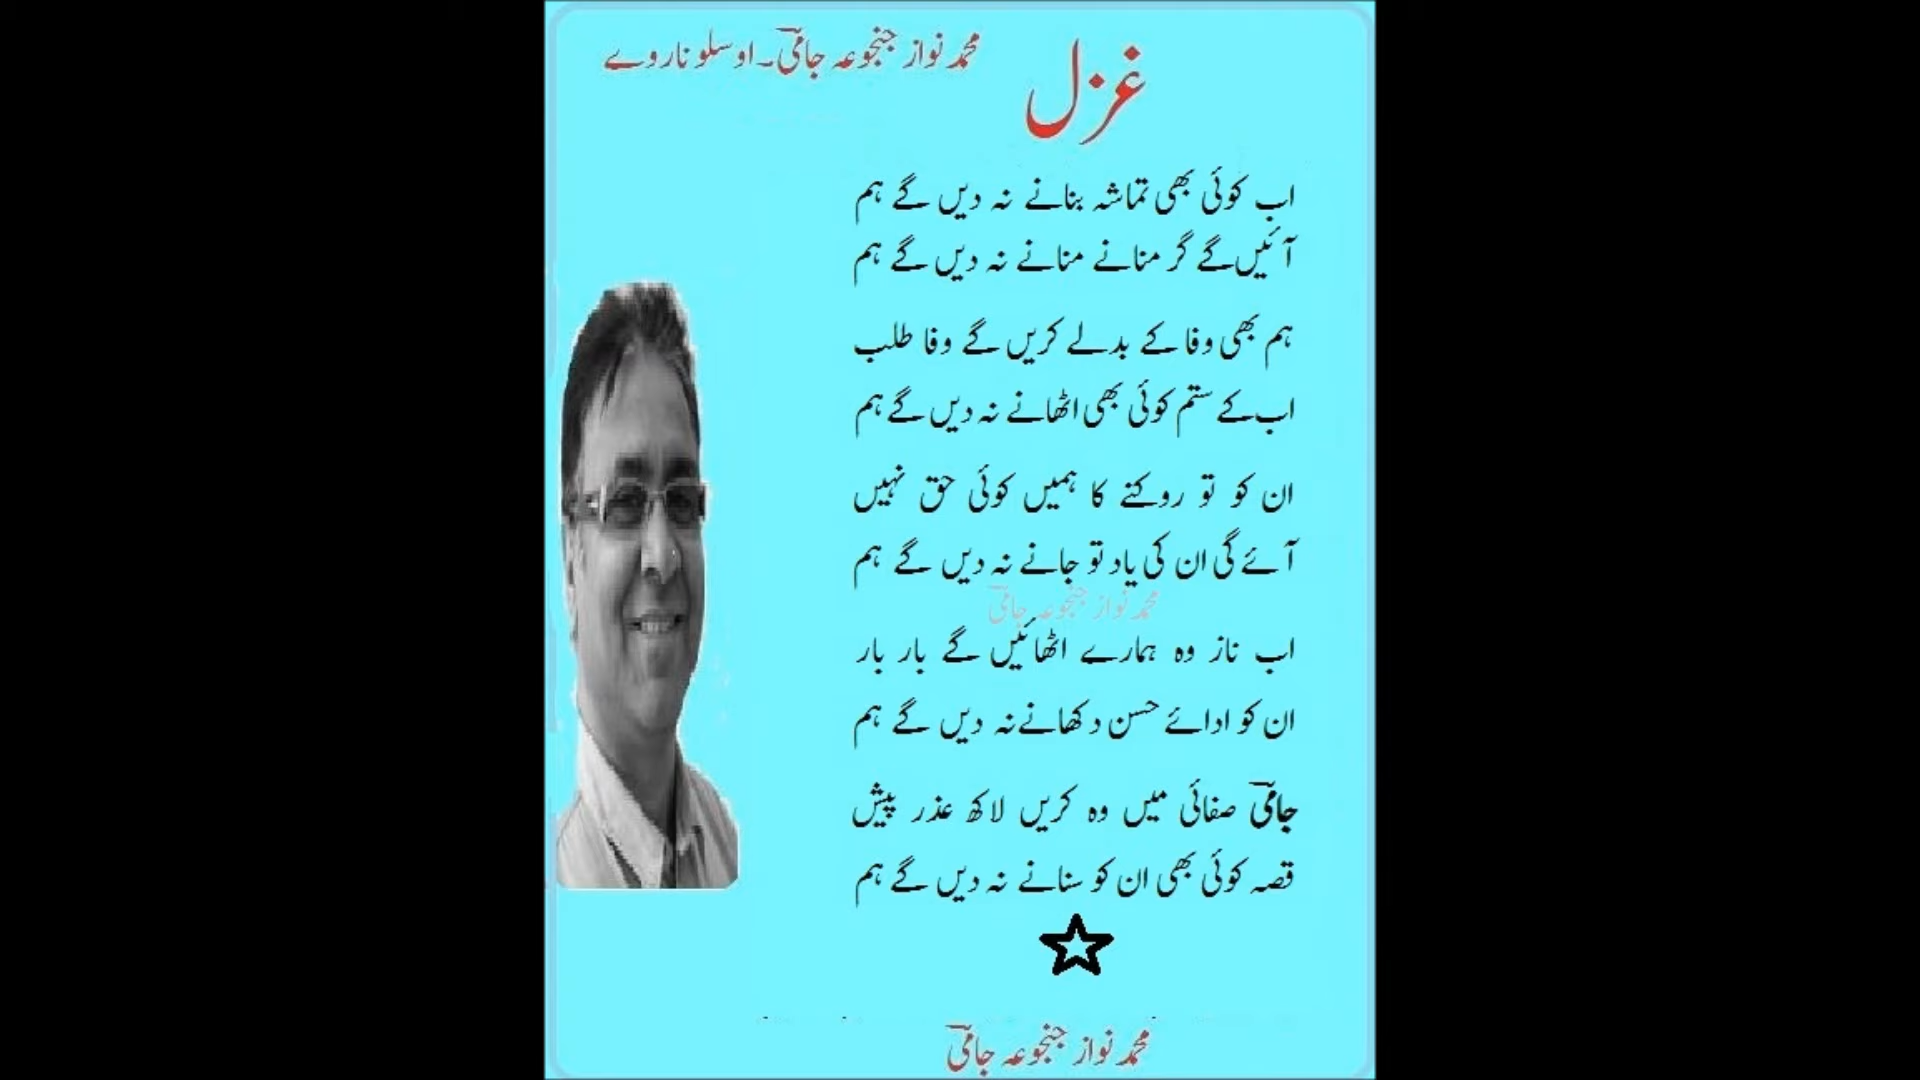 غزل
محمد نواز جنجوعہ جامیؔ۔اوسلو ناروے
اب کوئی بھی تماشہ بنانے نہ دیں گے ہم
آئیں گے گر منانے منانے نہ دیں گے ہم
ہم بھی وفا کے بدلے کریں گے وفا طلب
اب کے ستم کوئی بھی اٹھانے نہ دیں گے ہم
ان کو تو روکنے کا ہمیں کوئی حق نہیں
آئے گی ان کی یاد تو جانے نہ دیں گے ہم
محمد نواز جنجوعہ جامیؔ
اب ناز وہ ہمارے اٹھائیں گے بار بار
ان کو ادائے حسن دکھانے نہ دیں گے ہم
جامیؔ صفائی میں وہ کریں لاکھ عذر پیش
قصہ کوئی بھی ان کو سنانے نہ دیں گے ہم
محمد نواز جنجوعہ جامیؔ